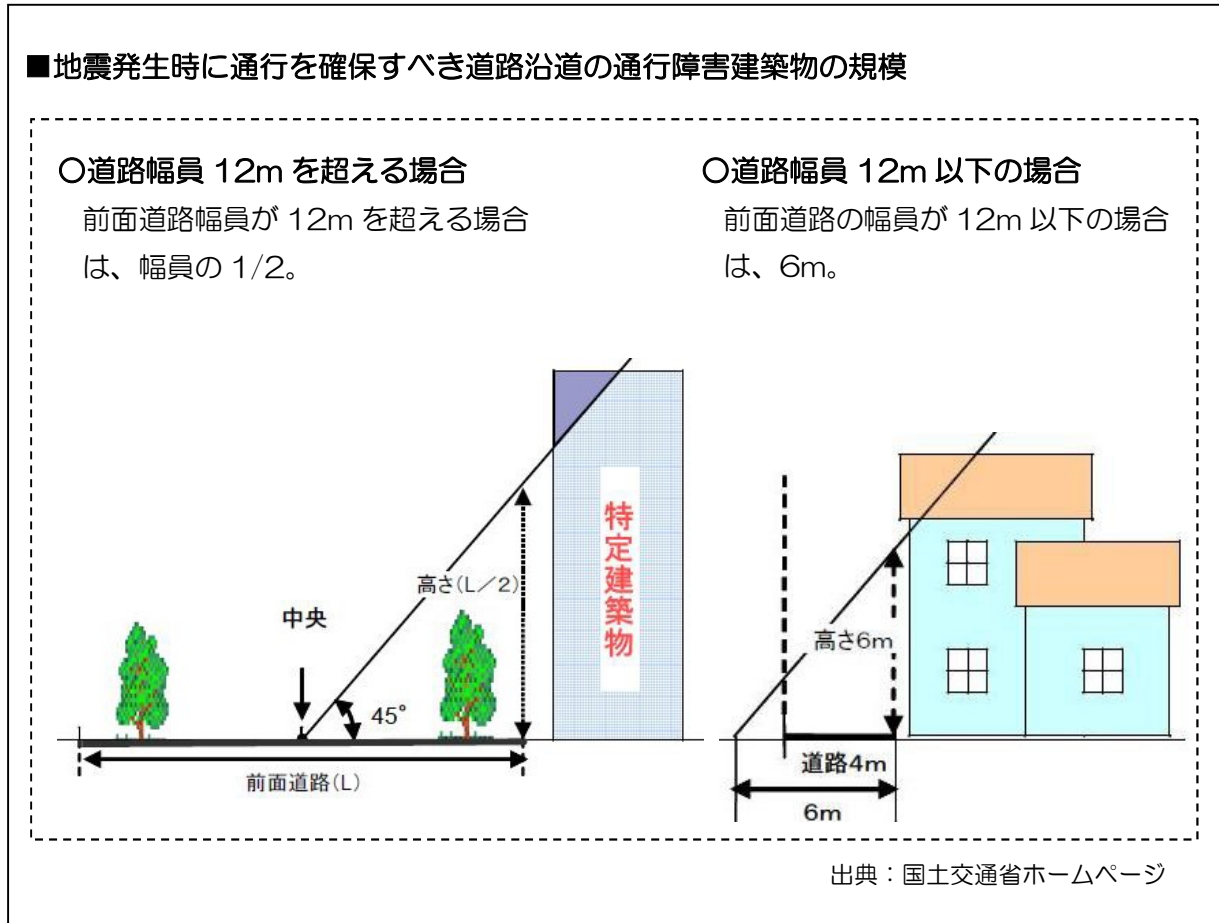 ■地震発生時に通行を確保すべき道路沿道の通行障害建築物の規模
〇道路幅員 12m を超える場合
前面道路幅員が 12m を超える場合
は、幅員の 1/2。
〇道路幅員 12m 以下の場合
前面道路の幅員が 12m 以下の場合
は、6m。
特定建築物
高さ(L／2)
中央
45°
前面道路(L)
高さ6m
道路4m
6m
出典：国土交通省ホームページ